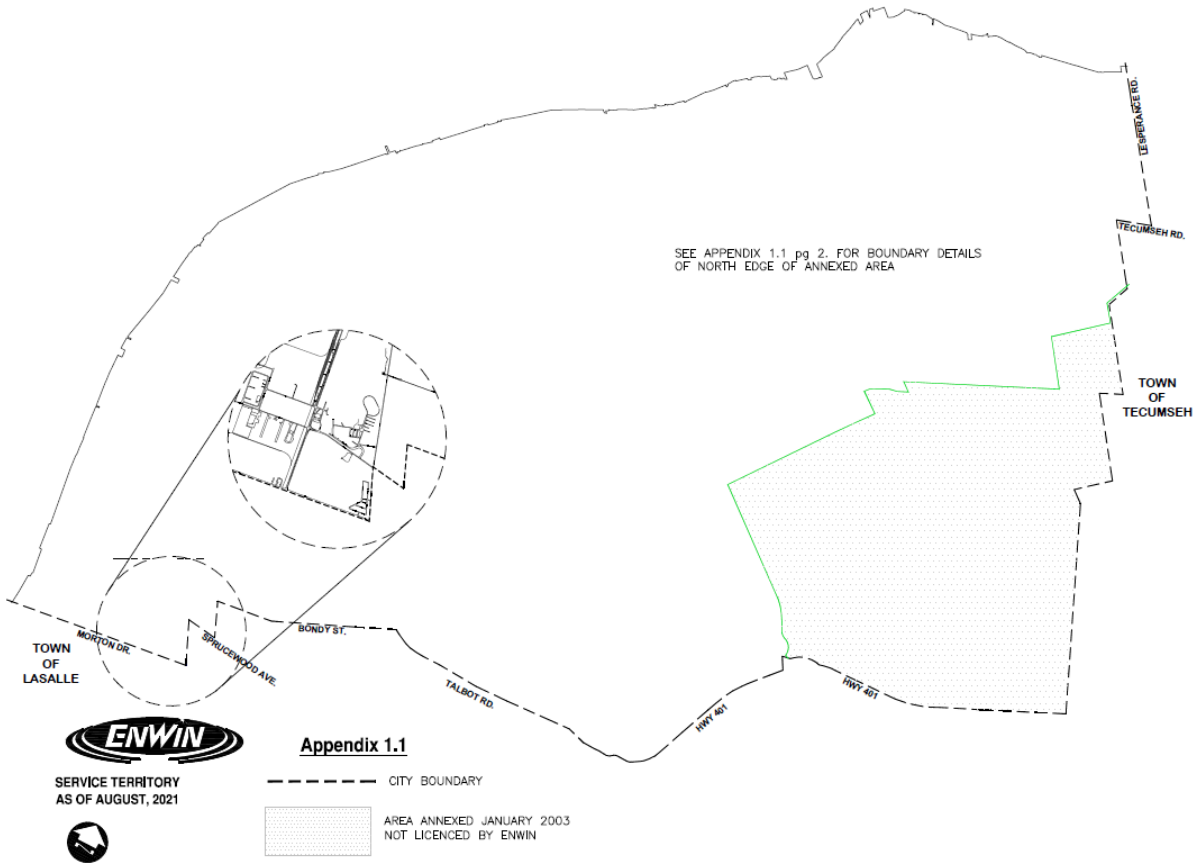 LESPERANCE RD.
TECUMSEH RD.
SEE APPENDIX 1.1 pg 2. FOR BOUNDARY DETAILS
OF NORTH EDGE OF ANNEXED AREA
TOWN
OF
TECUMSEH
MORTON DR.
SPRUCEWOOD AVE.
BONDY ST.
TALBOT RD.
HWY 401
HWY 401
TOWN
OF
LASALLE
ENWIN
SERVICE TERRITORY
AS OF AUGUST, 2021
Appendix 1.1
CITY BOUNDARY
AREA ANNEXED JANUARY 2003
NOT LICENCED BY ENWIN